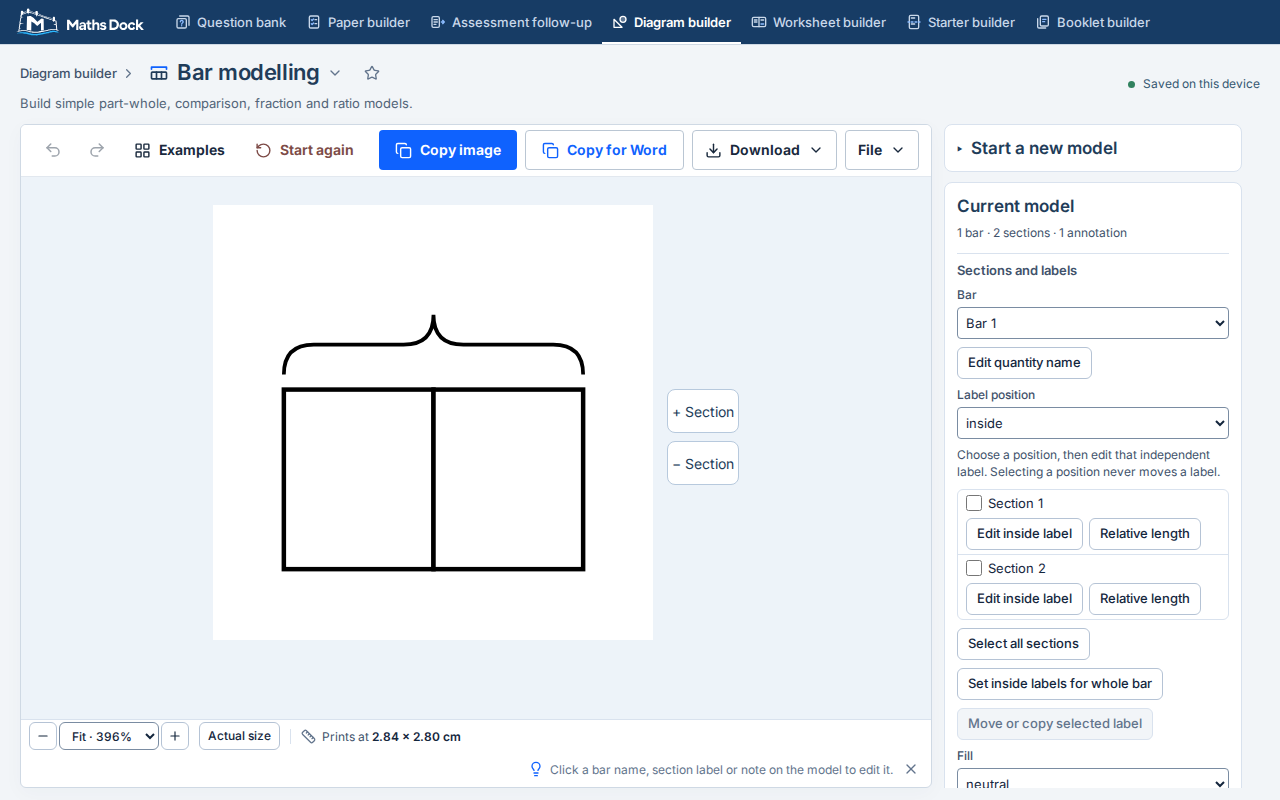 Maths Dock
Question bank
Paper builder
Assessment follow-up
Diagram builder
Worksheet builder
Starter builder
Booklet builder
Diagram builder
Bar modelling
Saved on this device
Build simple part-whole, comparison, fraction and ratio models.
Examples
Start again
Copy image
Copy for Word
Download
File
+ Section
− Section
− Fit · 396% +
Actual size
Prints at 2.84 × 2.80 cm
Click a bar name, section label or note on the model to edit it.
Start a new model
Current model
1 bar · 2 sections · 1 annotation
Sections and labels
Bar
Bar 1
Edit quantity name
Label position
inside
Choose a position, then edit that independent
label. Selecting a position never moves a label.
Section 1
Edit inside label
Relative length
Section 2
Edit inside label
Relative length
Select all sections
Set inside labels for whole bar
Move or copy selected label
Fill
neutral